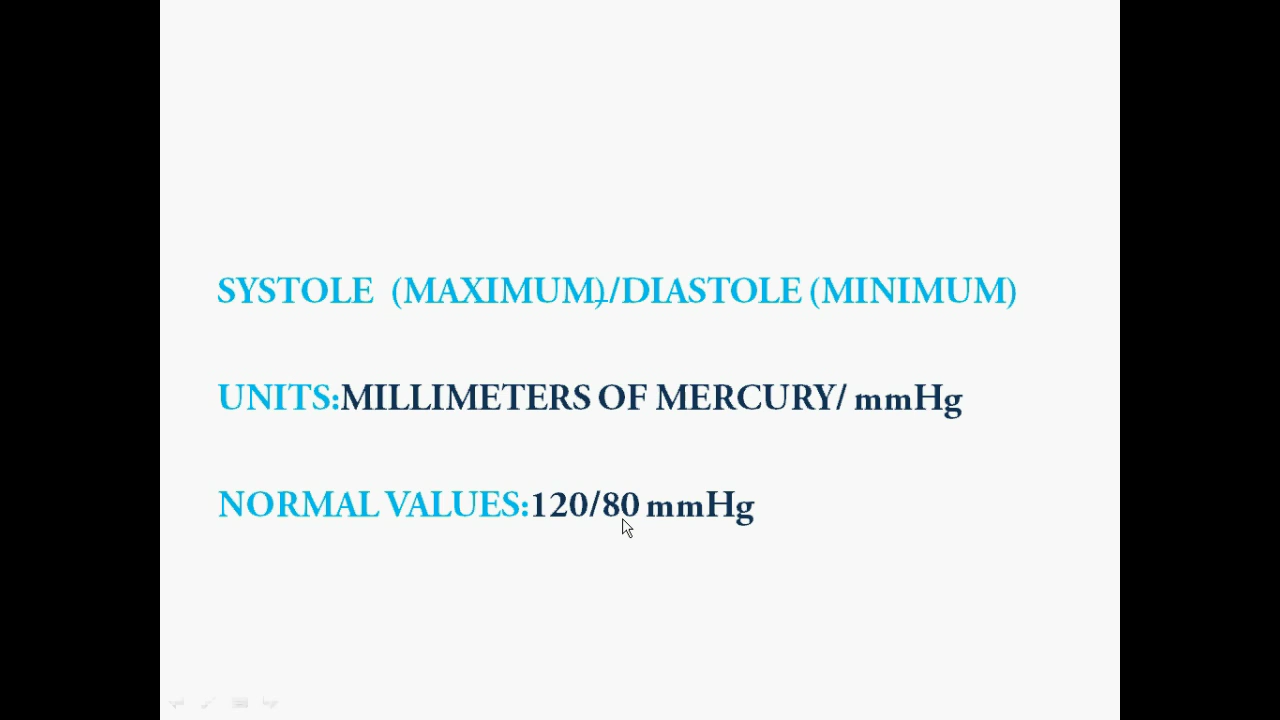 SYSTOLE (MAXIMUM)/DIASTOLE (MINIMUM)
UNITS:MILLIMETERS OF MERCURY/ mmHg
NORMAL VALUES:120/80 mmHg